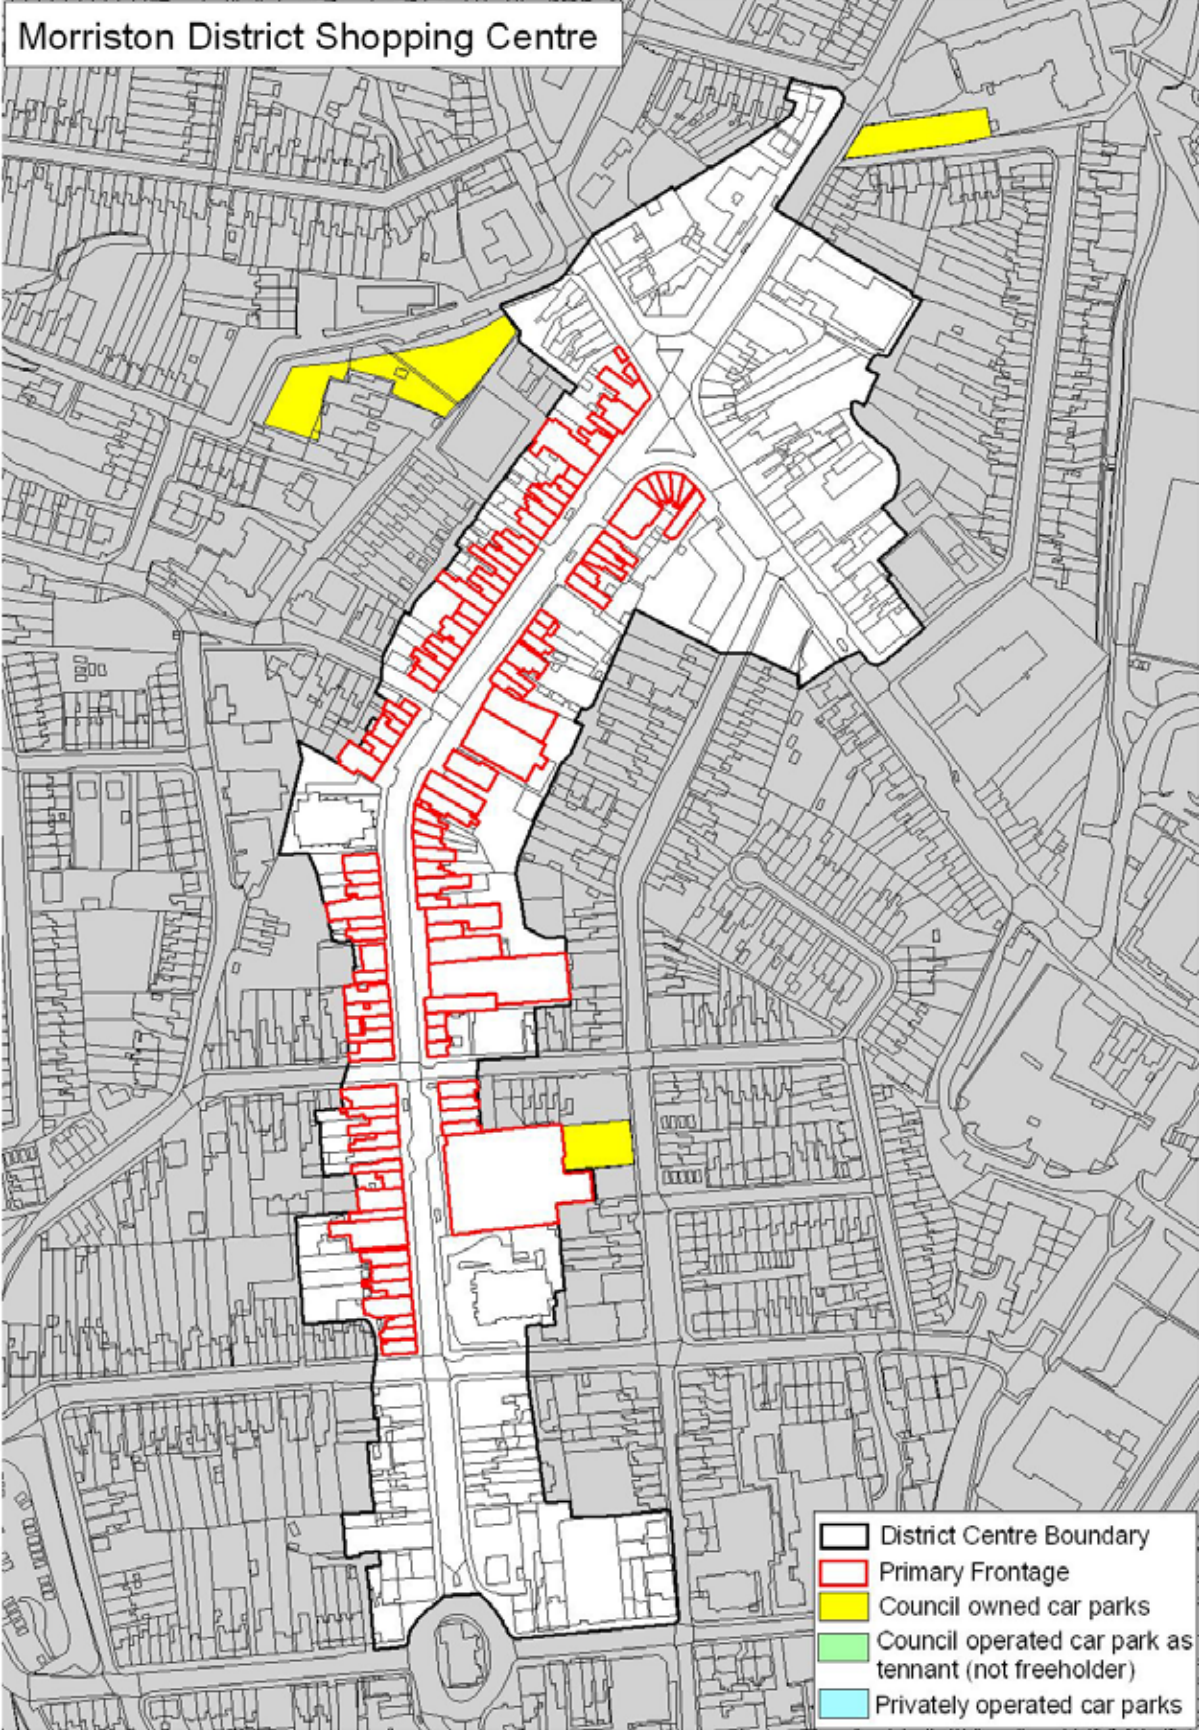 Morriston District Shopping Centre
District Centre Boundary
Primary Frontage
Council owned car parks
Council operated car park as
tennant (not freeholder)
Privately operated car parks